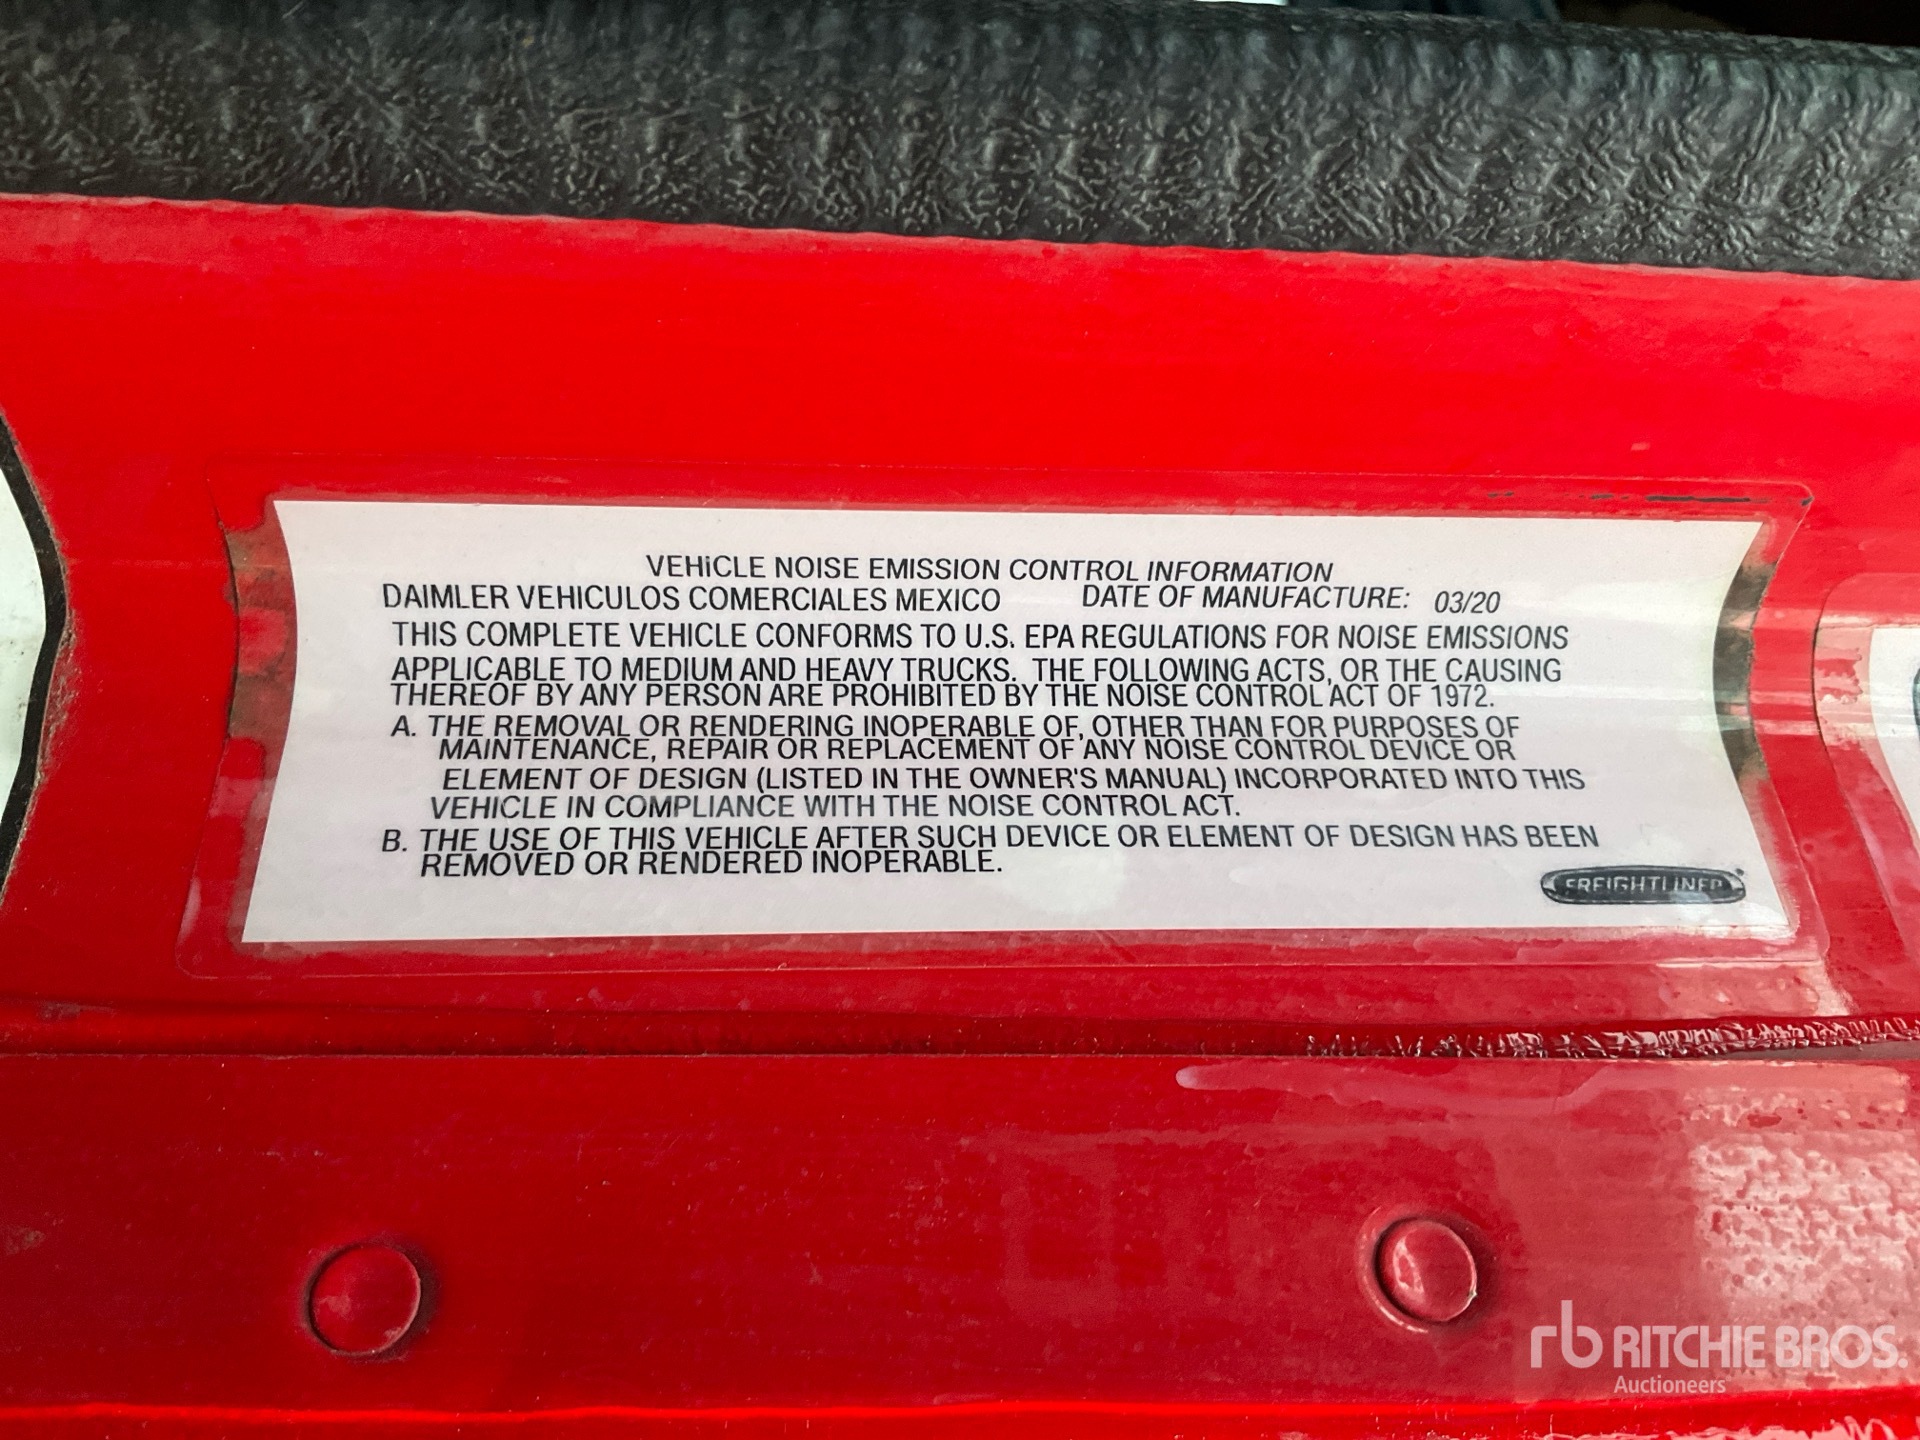 VEHICLE NOISE EMISSION CONTROL INFORMATION
DAIMLER VEHICULOS COMERCIALES MEXICO DATE OF MANUFACTURE: 03/20
THIS COMPLETE VEHICLE CONFORMS TO U.S. EPA REGULATIONS FOR NOISE EMISSIONS
APPLICABLE TO MEDIUM AND HEAVY TRUCKS. THE FOLLOWING ACTS, OR THE CAUSING
THEREOF BY ANY PERSON ARE PROHIBITED BY THE NOISE CONTROL ACT OF 1972.
A. THE REMOVAL OR RENDERING INOPERABLE OF, OTHER THAN FOR PURPOSES OF
MAINTENANCE, REPAIR OR REPLACEMENT OF ANY NOISE CONTROL DEVICE OR
ELEMENT OF DESIGN (LISTED IN THE OWNER'S MANUAL) INCORPORATED INTO THIS
VEHICLE IN COMPLIANCE WITH THE NOISE CONTROL ACT.
B. THE USE OF THIS VEHICLE AFTER SUCH DEVICE OR ELEMENT OF DESIGN HAS BEEN
REMOVED OR RENDERED INOPERABLE.
FREIGHTLINER
rb RITCHIE BROS.
Auctioneers